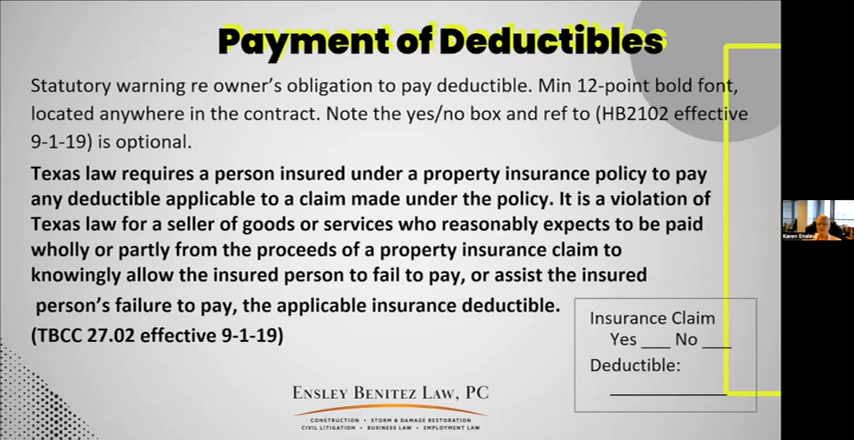 Payment of Deductibles
Statutory warning re owner's obligation to pay deductible. Min 12-point bold font,
located anywhere in the contract. Note the yes/no box and ref to (HB2102 effective
9-1-19) is optional.
Texas law requires a person insured under a property insurance policy to pay
any deductible applicable to a claim made under the policy. It is a violation of
Texas law for a seller of goods or services who reasonably expects to be paid
wholly or partly from the proceeds of a property insurance claim to
knowingly allow the insured person to fail to pay, or assist the insured
person's failure to pay, the applicable insurance deductible.
(TBCC 27.02 effective 9-1-19)
Insurance Claim
Yes ___ No ___
Deductible:
ENSLEY BENITEZ LAW, PC
CONSTRUCTION • STORM & DAMAGE RESTORATION
CIVIL LITIGATION • BUSINESS LAW • EMPLOYMENT LAW
Karen Ensley